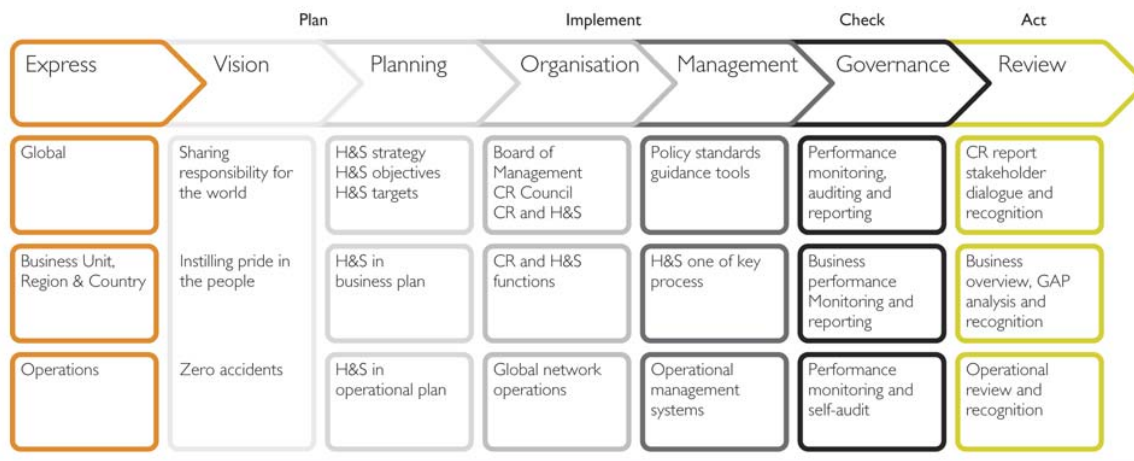 Plan
Implement
Check
Act
Express
Vision
Planning
Organisation
Management
Governance
Review
Global
Sharing
responsibility for
the world
H&S strategy
H&S objectives
H&S targets
Board of
Management
CR Council
CR and H&S
Policy standards
guidance tools
Performance
monitoring,
auditing and
reporting
CR report
stakeholder
dialogue and
recognition
Business Unit,
Region & Country
Instilling pride in
the people
H&S in
business plan
CR and H&S
functions
H&S one of key
process
Business
performance
Monitoring and
reporting
Business
overview, GAP
analysis and
recognition
Operations
Zero accidents
H&S in
operational plan
Global network
operations
Operational
management
systems
Performance
monitoring and
self-audit
Operational
review and
recognition